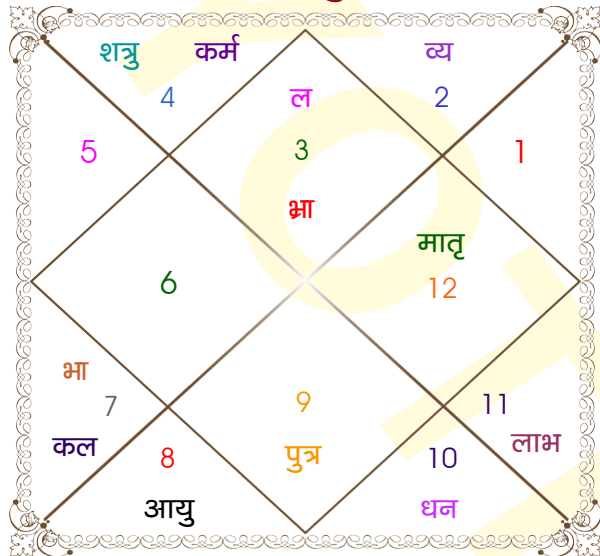 शत्रु कर्म व्य
4 ल 2
5 3 1
भ्रा
मातृ
6 12
भा
7 9 11
कल 8 पुत्र 10 लाभ
आयु धन